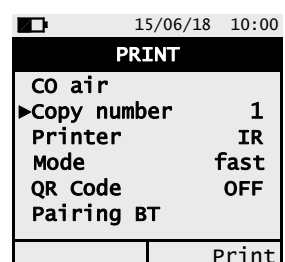 15/06/18 10:00
PRINT
CO air
►Copy number 1
Printer IR
Mode fast
QR Code OFF
Pairing BT
Print